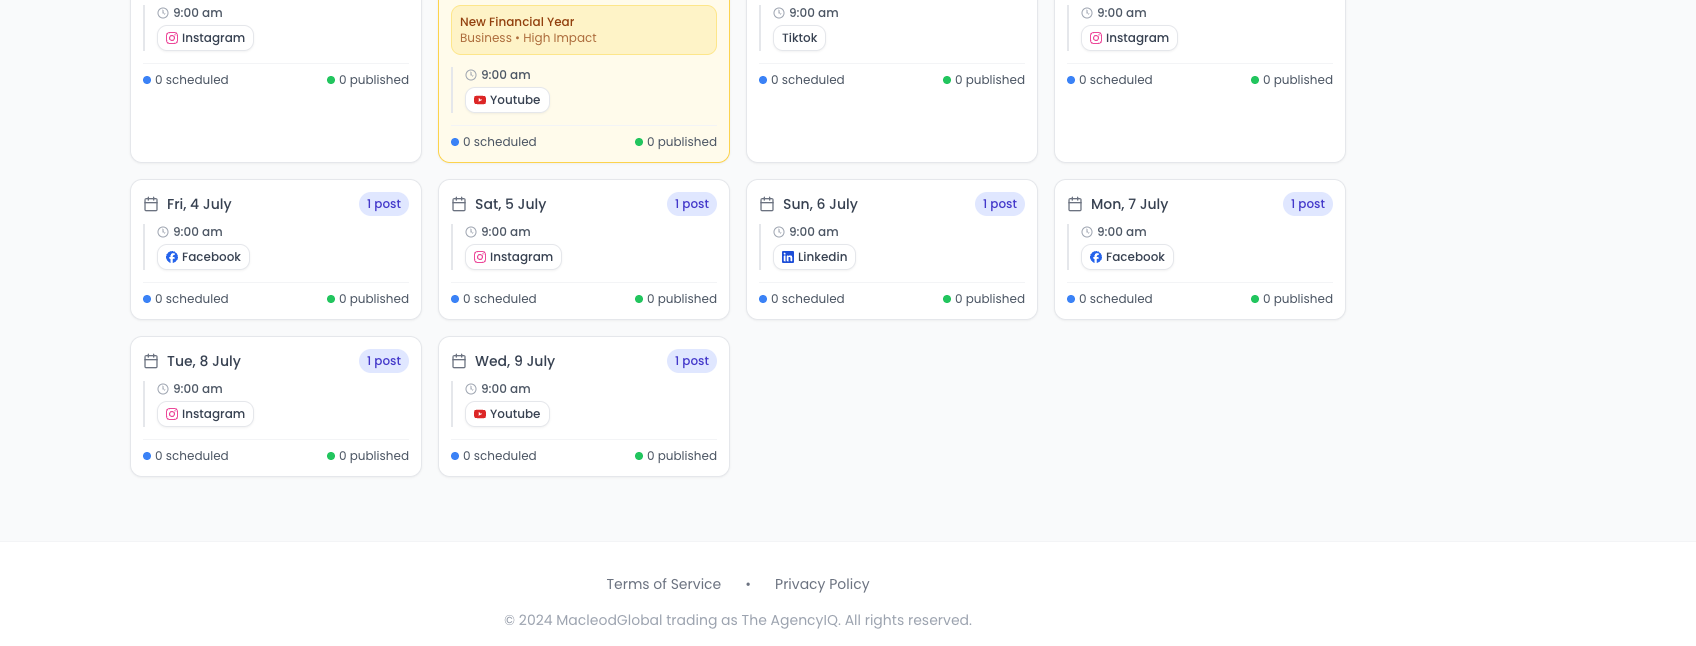 9:00 am
Instagram
0 scheduled 0 published
New Financial Year
Business • High Impact
9:00 am
Youtube
0 scheduled 0 published
9:00 am
Tiktok
0 scheduled 0 published
9:00 am
Instagram
0 scheduled 0 published
Fri, 4 July 1 post
9:00 am
Facebook
0 scheduled 0 published
Sat, 5 July 1 post
9:00 am
Instagram
0 scheduled 0 published
Sun, 6 July 1 post
9:00 am
Linkedin
0 scheduled 0 published
Mon, 7 July 1 post
9:00 am
Facebook
0 scheduled 0 published
Tue, 8 July 1 post
9:00 am
Instagram
0 scheduled 0 published
Wed, 9 July 1 post
9:00 am
Youtube
0 scheduled 0 published
Terms of Service • Privacy Policy
© 2024 MacleodGlobal trading as The AgencyIQ. All rights reserved.